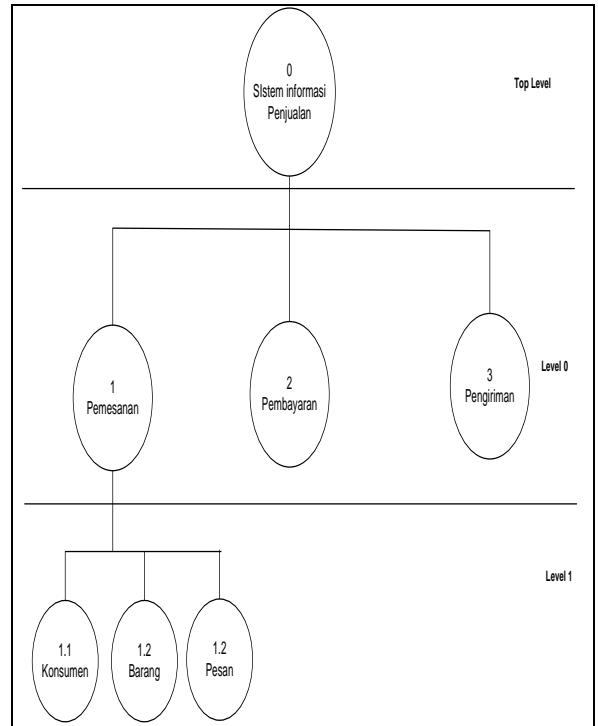 0
SIstem informasi
Penjualan
Top Level
1
Pemesanan
2
Pembayaran
3
Pengiriman
Level 0
Level 1
1.1
Konsumen
1.2
Barang
1.2
Pesan